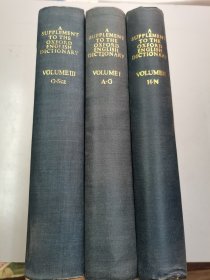 A
SUPPLEMENT
TO THE
OXFORD
ENGLISH
DICTIONARY
VOLUME III
O-Scz
A
SUPPLEMENT
TO THE
OXFORD
ENGLISH
DICTIONARY
VOLUME I
A-G
A
SUPPLEMENT
TO THE
OXFORD
ENGLISH
DICTIONARY
VOLUME II
H-N